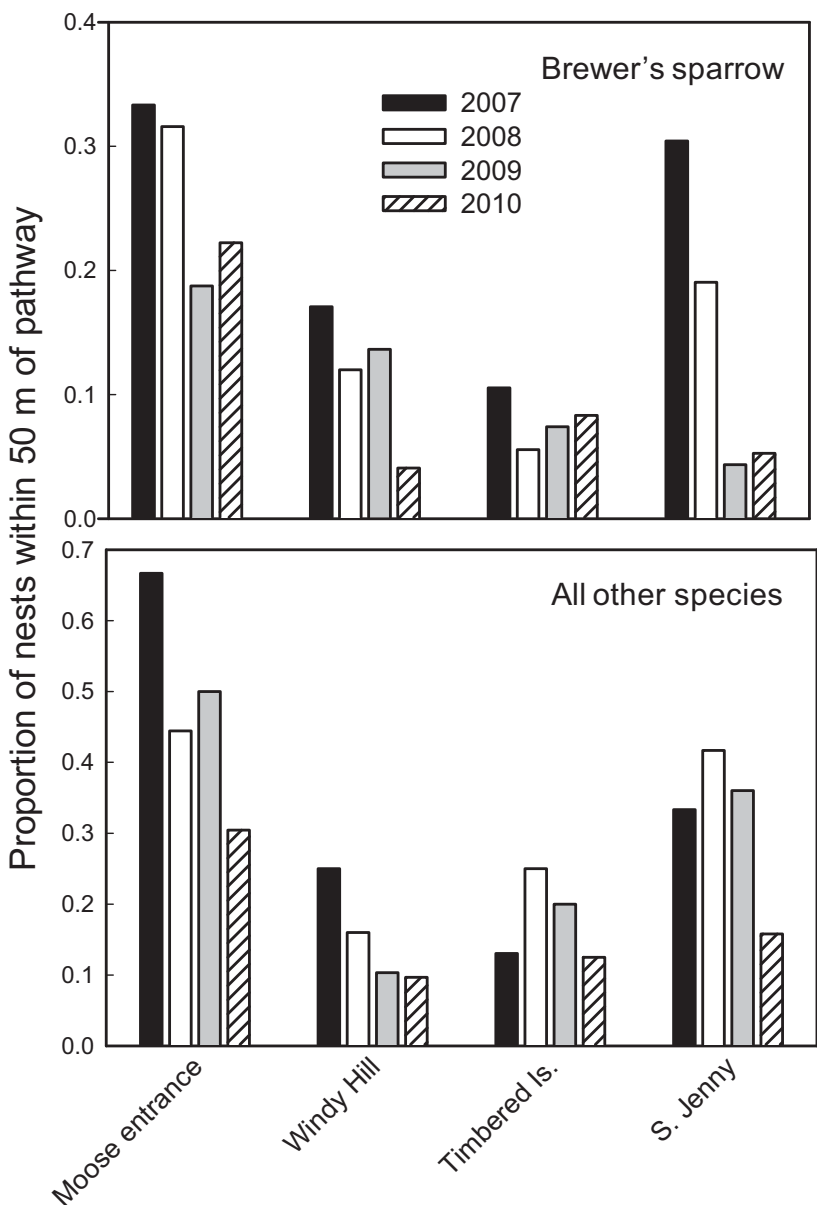 Proportion of nests within 50 m of pathway
0.4
0.3
0.2
0.1
0.0
Brewer's sparrow
2007
2008
2009
2010
0.7
0.6
0.5
0.4
0.3
0.2
0.1
0.0
All other species
Moose entrance
Windy Hill
Timbered Is.
S. Jenny